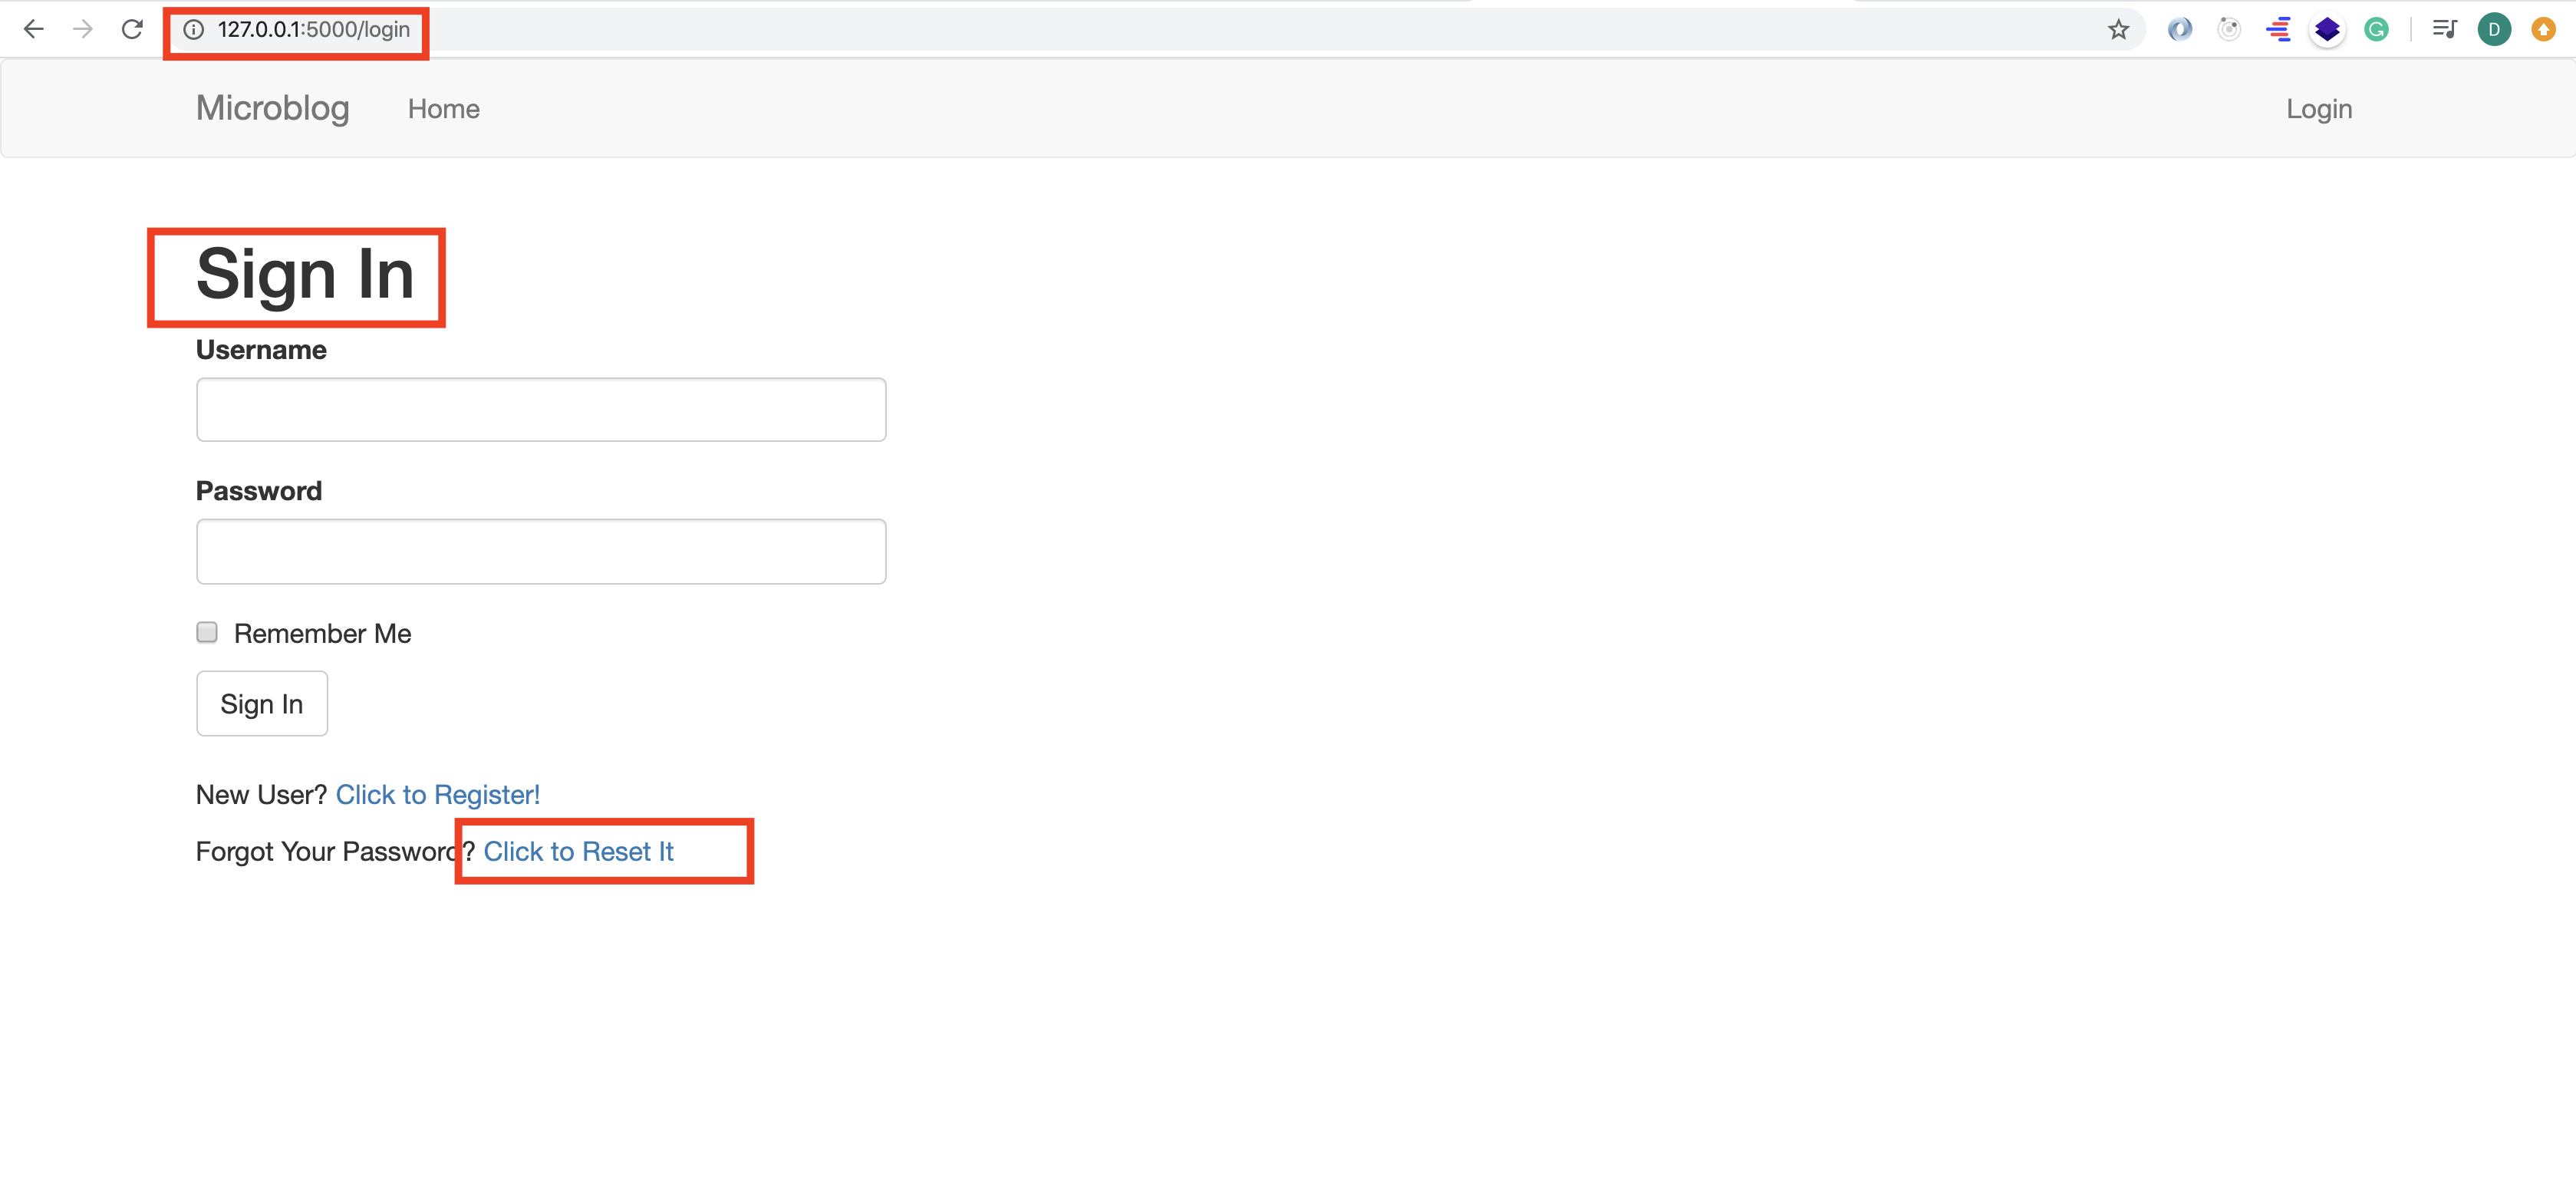 127.0.0.1:5000/login
D
Microblog Home Login
Sign In
Username
Password
Remember Me
Sign In
New User? Click to Register!
Forgot Your Password? Click to Reset It